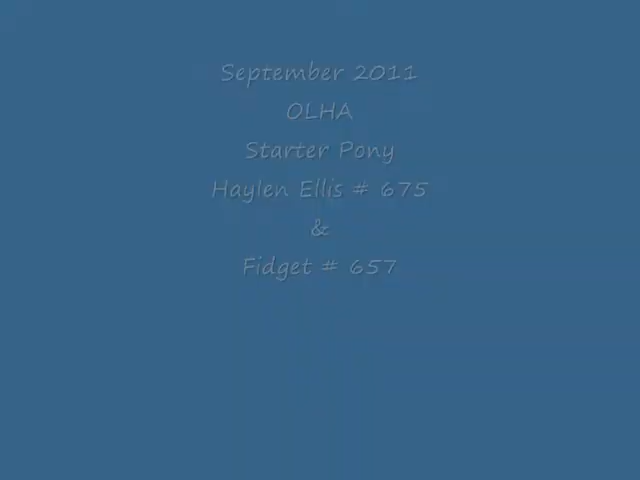 September 2011
OLHA
Starter Pony
Haylen Ellis # 675
&
Fidget # 657